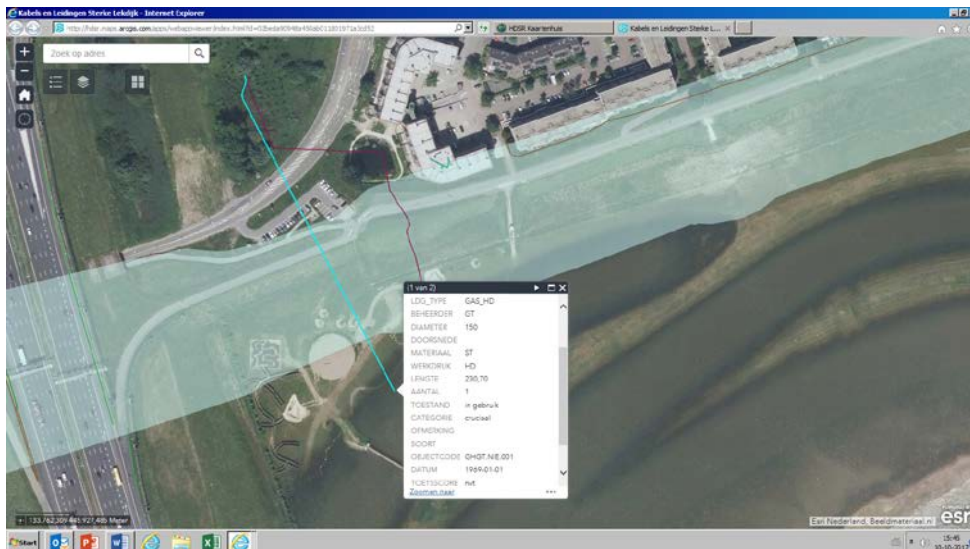 Kabels en Leidingen Sterke Lekdijk - Internet Explorer
HDSR Kaartenhuis
Kabels en Leidingen Sterke L...
Zoek op adres
(1 van 2)
LDG_TYPE GAS_HD
BEHEERDER GT
DIAMETER 150
DOORSNEDE
MATERIAAL ST
WERKDRUK HD
LENGTE 230,70
AANTAL 1
TOESTAND in gebruik
CATEGORIE cruciaal
OPMERKING
SOORT
OBJECTCODE
DATUM 1969-01-01
TOETSSCORE nvt
Zoomen naar
Esri Nederland, Beeldmateriaal.nl
esri
Start
15:45